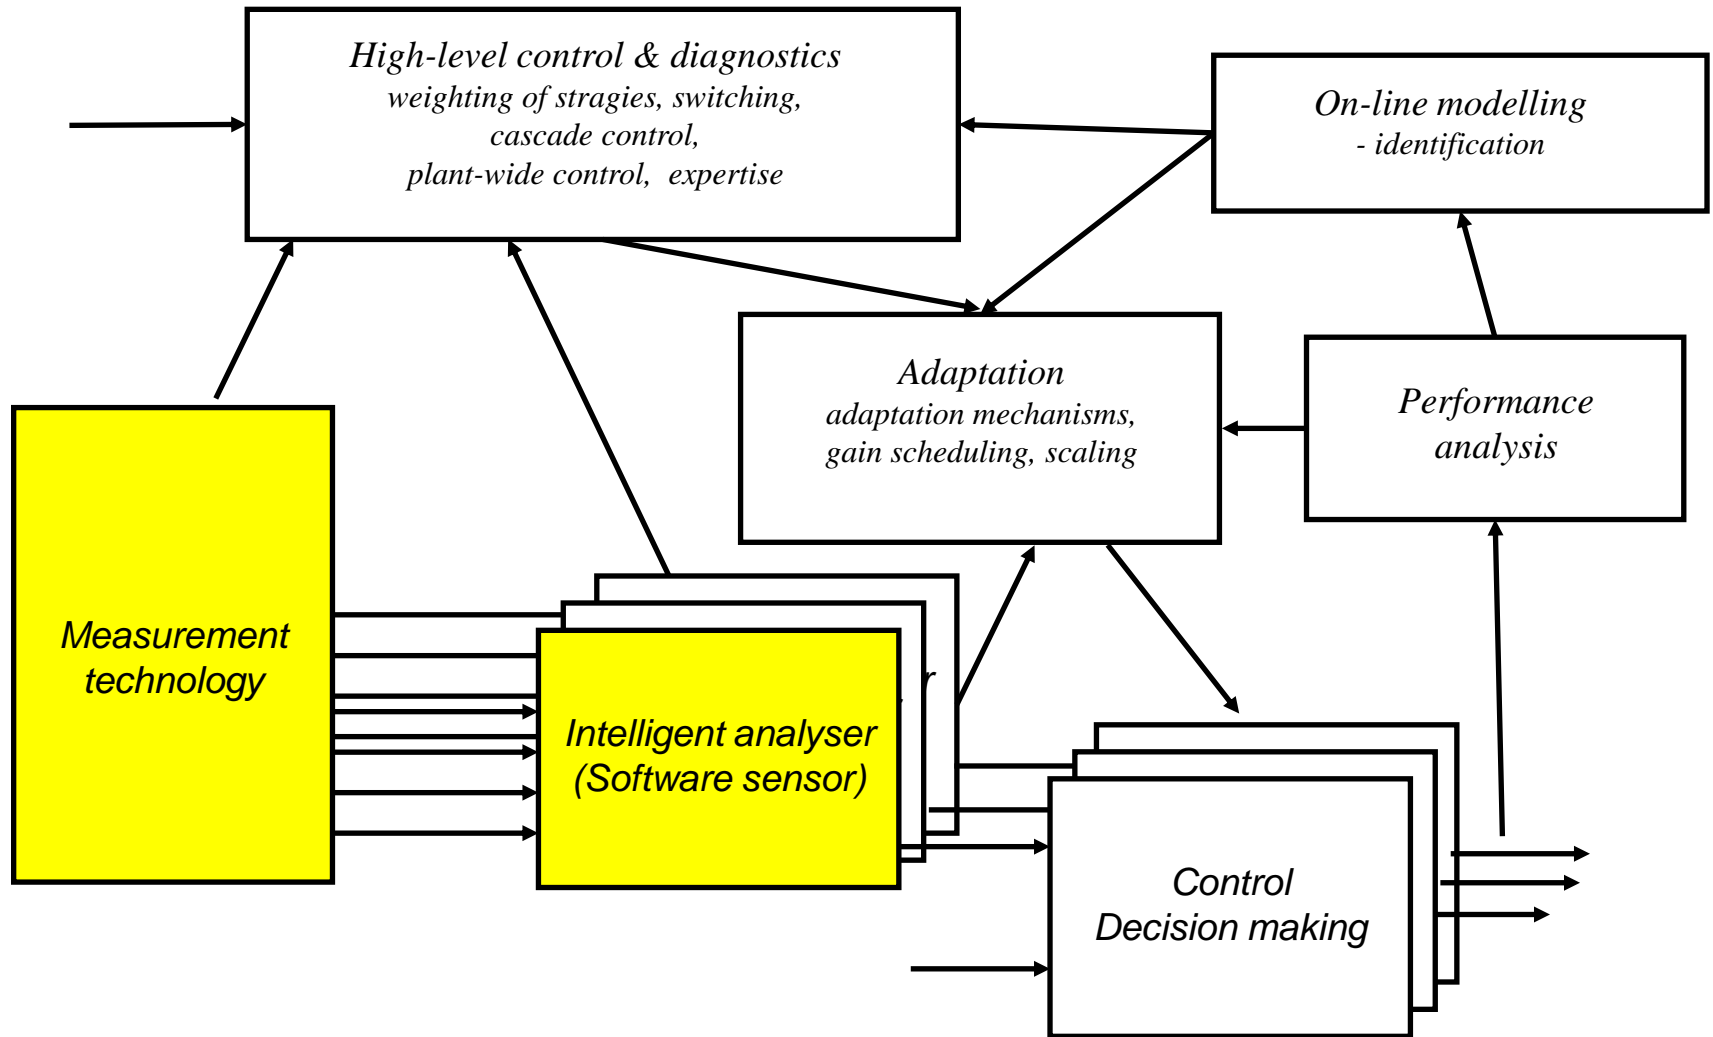 High-level control & diagnostics
weighting of stragies, switching,
cascade control,
plant-wide control, expertise
On-line modelling
- identification
Adaptation
adaptation mechanisms,
gain scheduling, scaling
Performance
analysis
Measurement
technology
Intelligent analyser
(Software sensor)
Control
Decision making